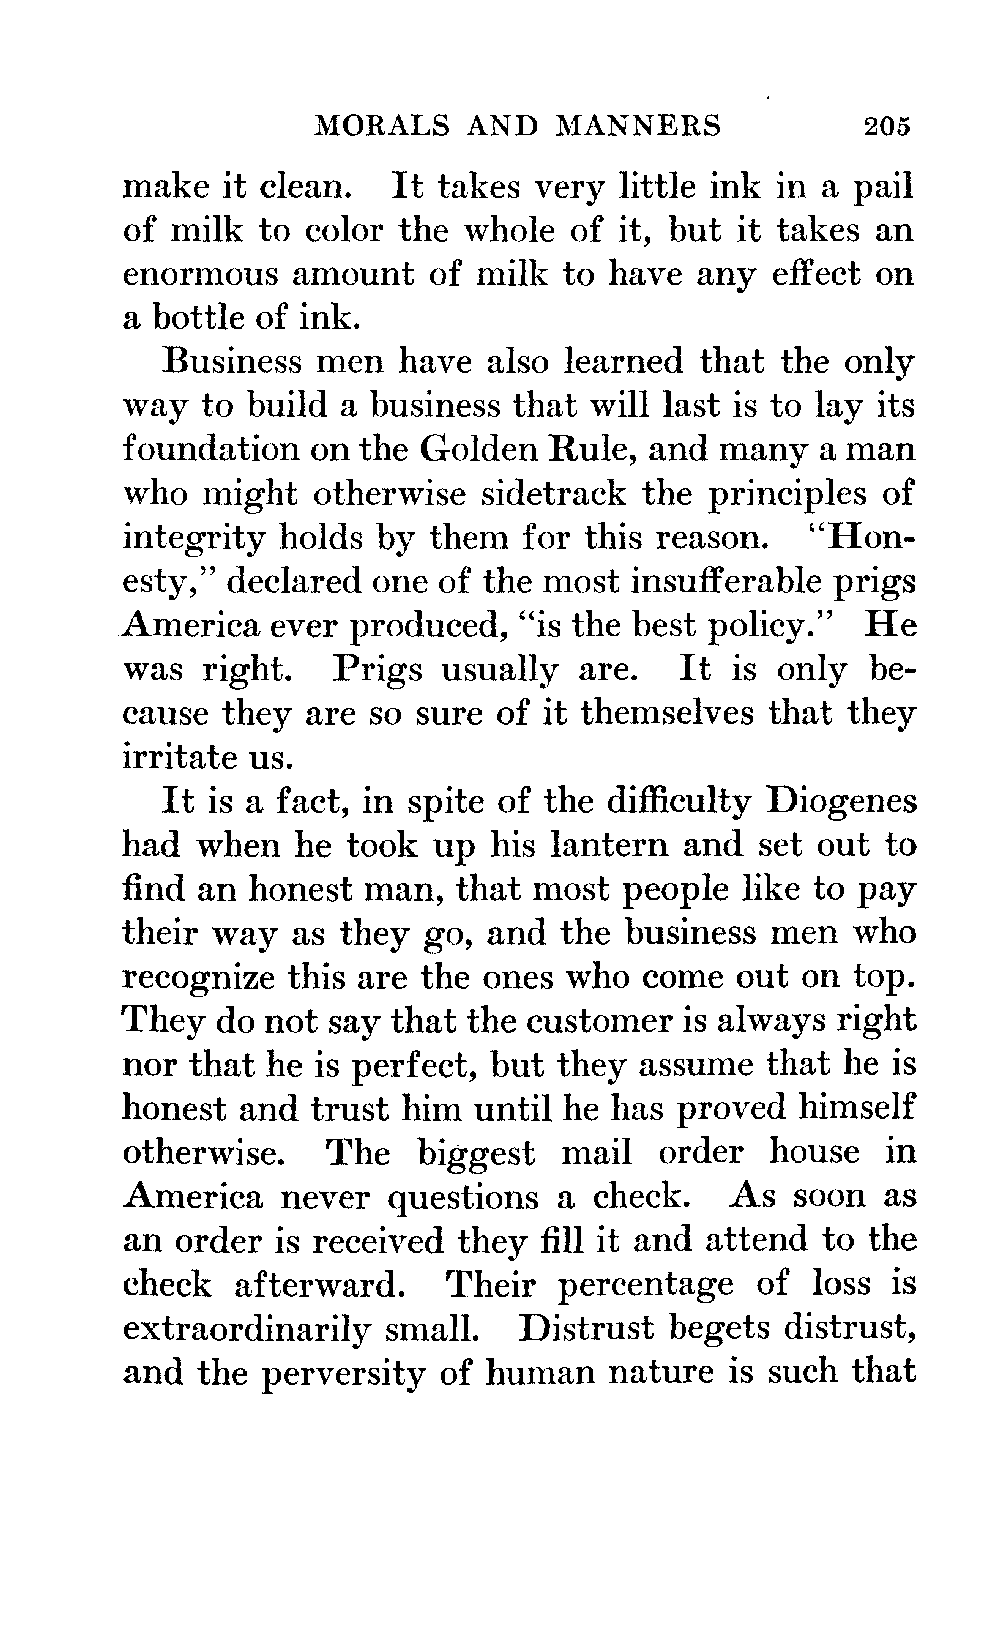 MORALS AND MANNERS 205
make it clean. It takes very little ink in a pail
of milk to color the whole of it, but it takes an
enormous amount of milk to have any effect on
a bottle of ink.
Business men have also learned that the only
way to build a business that will last is to lay its
foundation on the Golden Rule, and many a man
who might otherwise sidetrack the principles of
integrity holds by them for this reason. “Hon-
esty,” declared one of the most insufferable prigs
America ever produced, “is the best policy.” He
was right. Prigs usually are. It is only be-
cause they are so sure of it themselves that they
irritate us.
It is a fact, in spite of the difficulty Diogenes
had when he took up his lantern and set out to
find an honest man, that most people like to pay
their way as they go, and the business men who
recognize this are the ones who come out on top.
They do not say that the customer is always right
nor that he is perfect, but they assume that he is
honest and trust him until he has proved himself
otherwise. The biggest mail order house in
America never questions a check. As soon as
an order is received they fill it and attend to the
check afterward. Their percentage of loss is
extraordinarily small. Distrust begets distrust,
and the perversity of human nature is such that